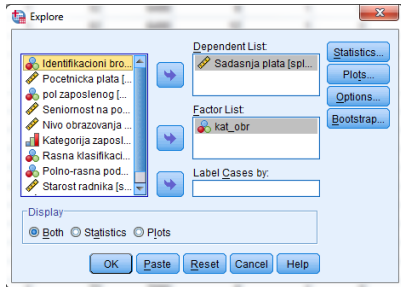 Explore
Dependent List:
Identifikacioni bro...
Pocetnicka plata [...
pol zaposlenog [...
Seniornost na po...
Nivo obrazovanja ...
Kategorija zaposl...
Rasna klasifikaci...
Polno-rasna pod...
Starost radnika [s...
Sadasnja plata [spl...
Factor List:
kat_obr
Label Cases by:
Statistics...
Plots...
Options...
Bootstrap...
Display
Both Statistics Plots
OK Paste Reset Cancel Help